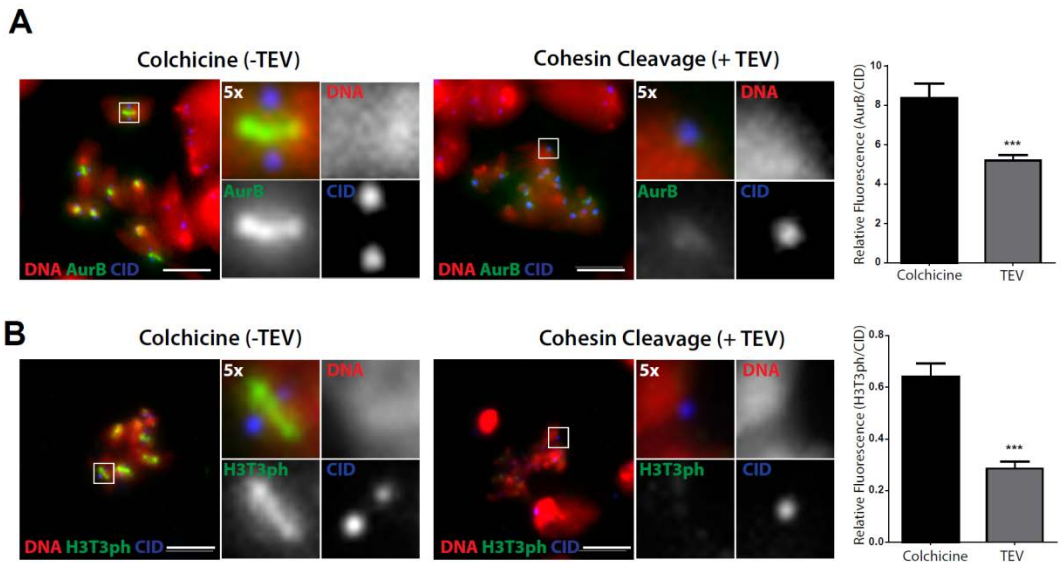 A
Colchicine (-TEV)
Cohesin Cleavage (+ TEV)
5x
DNA
AurB
CID
DNA AurB CID
5x
DNA
AurB
CID
DNA AurB CID
Relative Fluorescence (AurB/CID)
10
8
6
4
2
0
***
Colchicine
TEV
B
Colchicine (-TEV)
Cohesin Cleavage (+ TEV)
5x
DNA
H3T3ph
CID
DNA H3T3ph CID
5x
DNA
H3T3ph
CID
DNA H3T3ph CID
Relative Fluorescence (H3T3ph/CID)
0.8
0.6
0.4
0.2
0.0
***
Colchicine
TEV